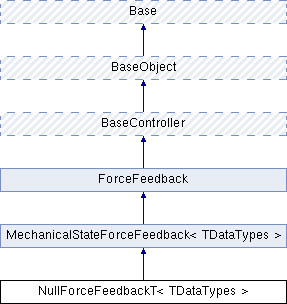 Base
BaseObject
BaseController
ForceFeedback
MechanicalStateForceFeedback< TDataTypes >
NullForceFeedbackT< TDataTypes >